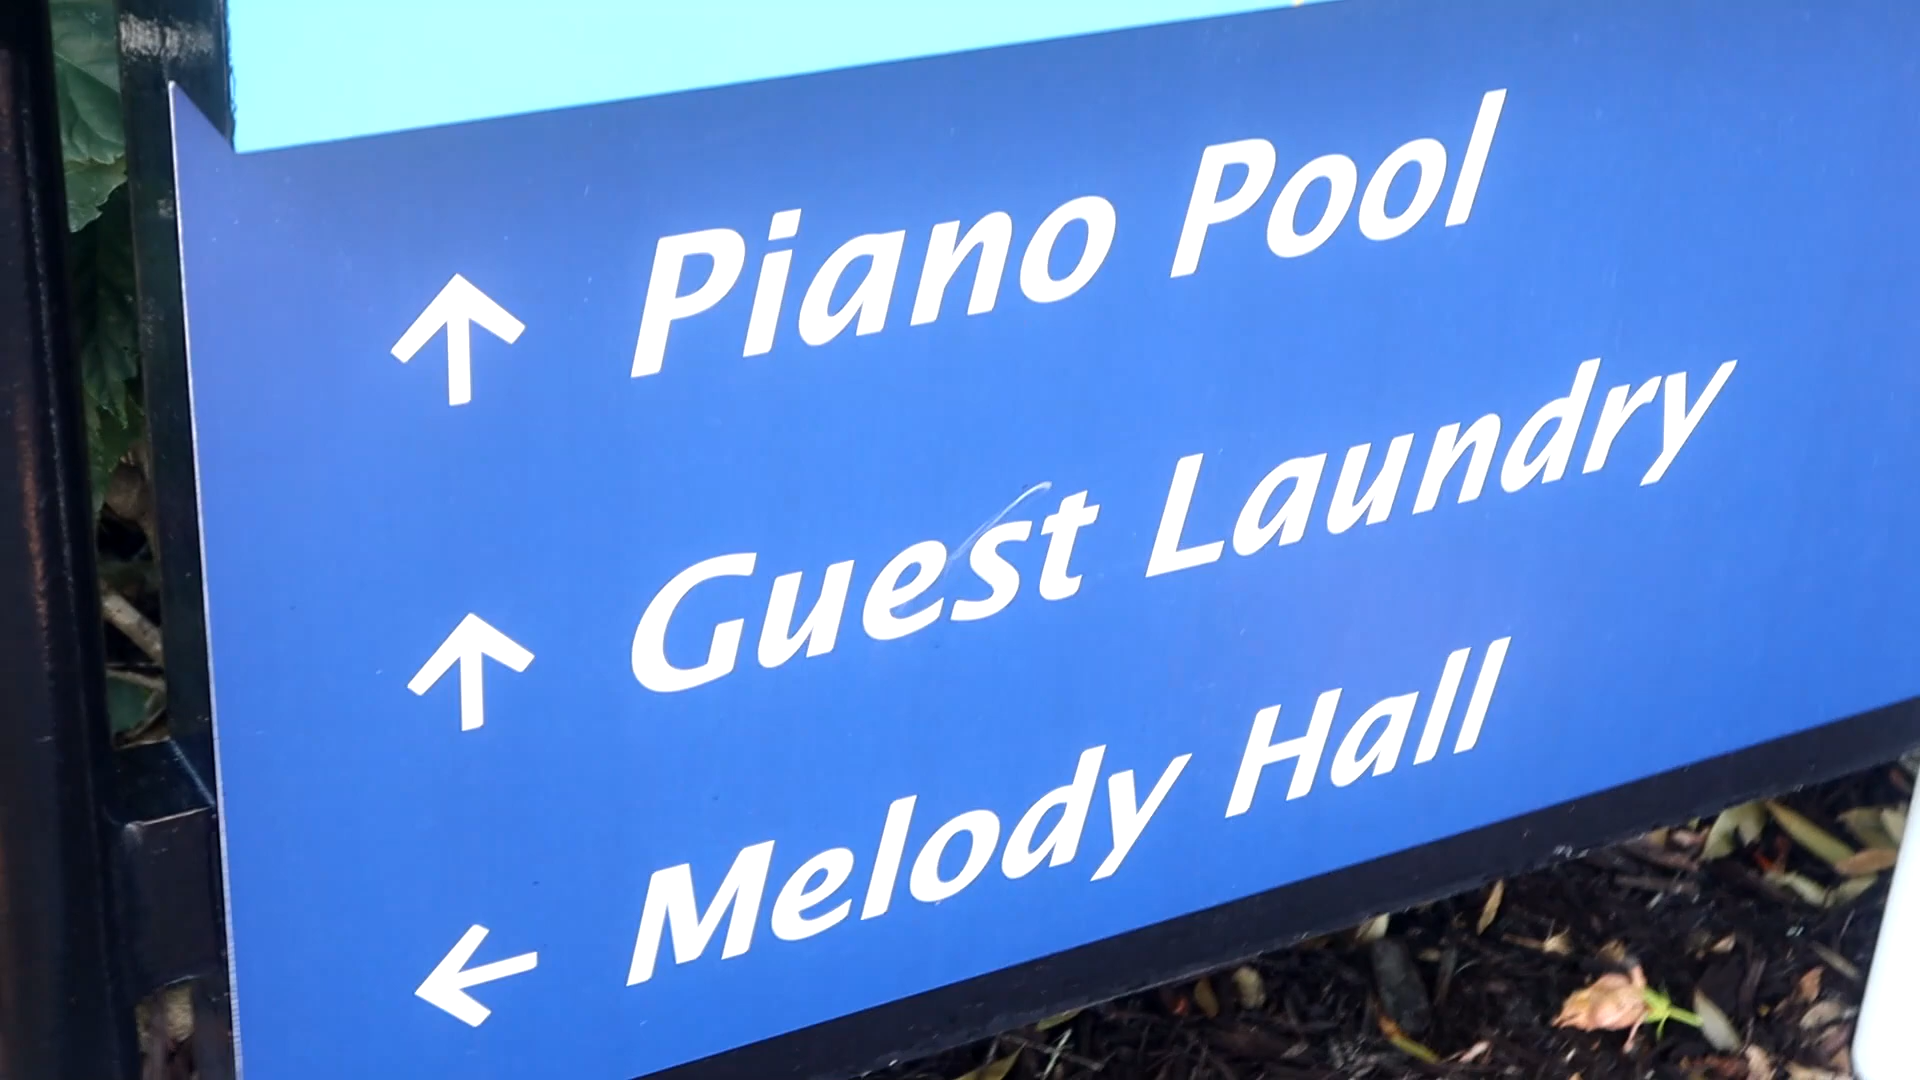 ↑ Piano Pool
↑ Guest Laundry
← Melody Hall